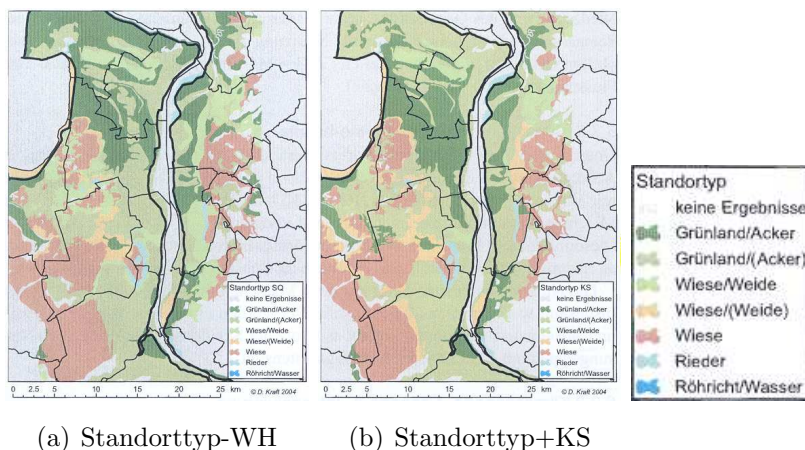 Standorttyp SQ
keine Ergebnisse
Grünland/Acker
Grünland/(Acker)
Wiese/Weide
Wiese/(Weide)
Wiese
Rieder
Röhricht/Wasser
0 2.5 5 10 15 20 25
km
© D. Kraft 2004
Standortyp KS
keine Ergebnisse
Grünland/Acker
Grünland/(Acker)
Wiese/Weide
Wiese/(Weide)
Wiese
Rieder
Röhricht/Wasser
0 2.5 5 10 15 20 25
km
© D. Kraft 2004
Standortyp
keine Ergebnisse
Grünland/Acker
Grünland/(Acker)
Wiese/Weide
Wiese/(Weide)
Wiese
Rieder
Röhricht/Wasser
(a) Standorttyp-WH
(b) Standorttyp+KS